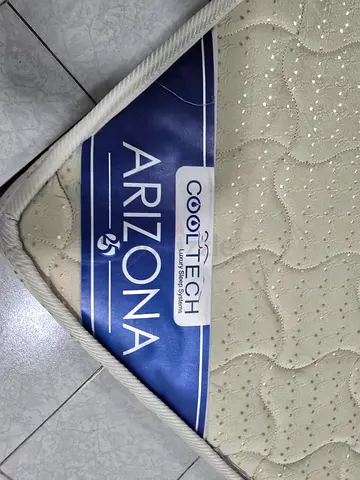 COOLTECH
Luxury Sleep Systems
ARIZONA